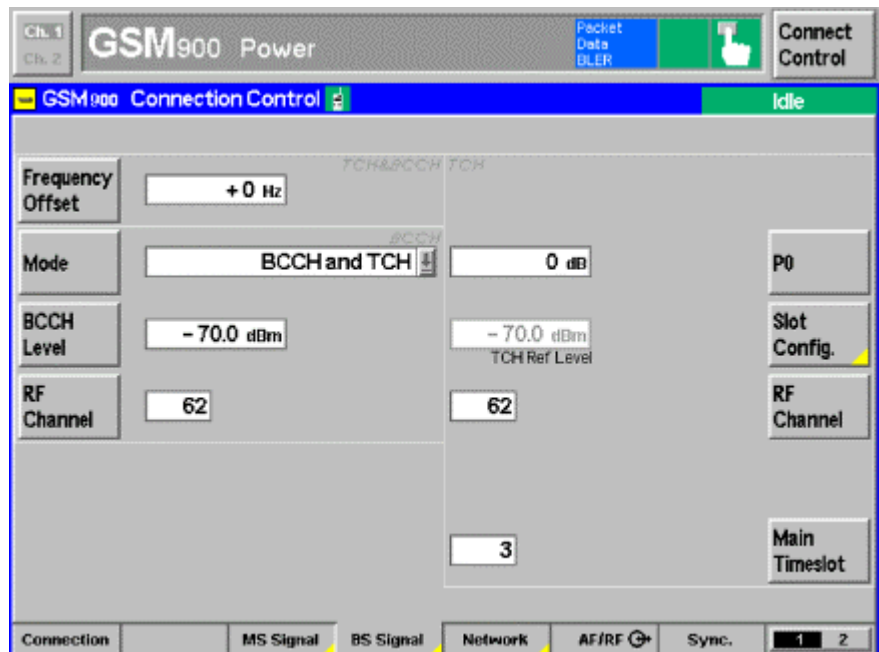 Ch. 1
Ch. 2
GSM900 Power
Packet
Data
BLER
Connect
Control
GSM900 Connection Control
Idle
TCH&BCCH TCH
Frequency
Offset
+0 Hz
BCCH
Mode
BCCH and TCH
0 dB
P0
BCCH
Level
-70.0 dBm
-70.0 dBm
TCH Ref Level
Slot
Config.
RF
Channel
62
62
RF
Channel
3
Main
Timeslot
Connection MS Signal BS Signal Network AF/RF Sync. 1 2